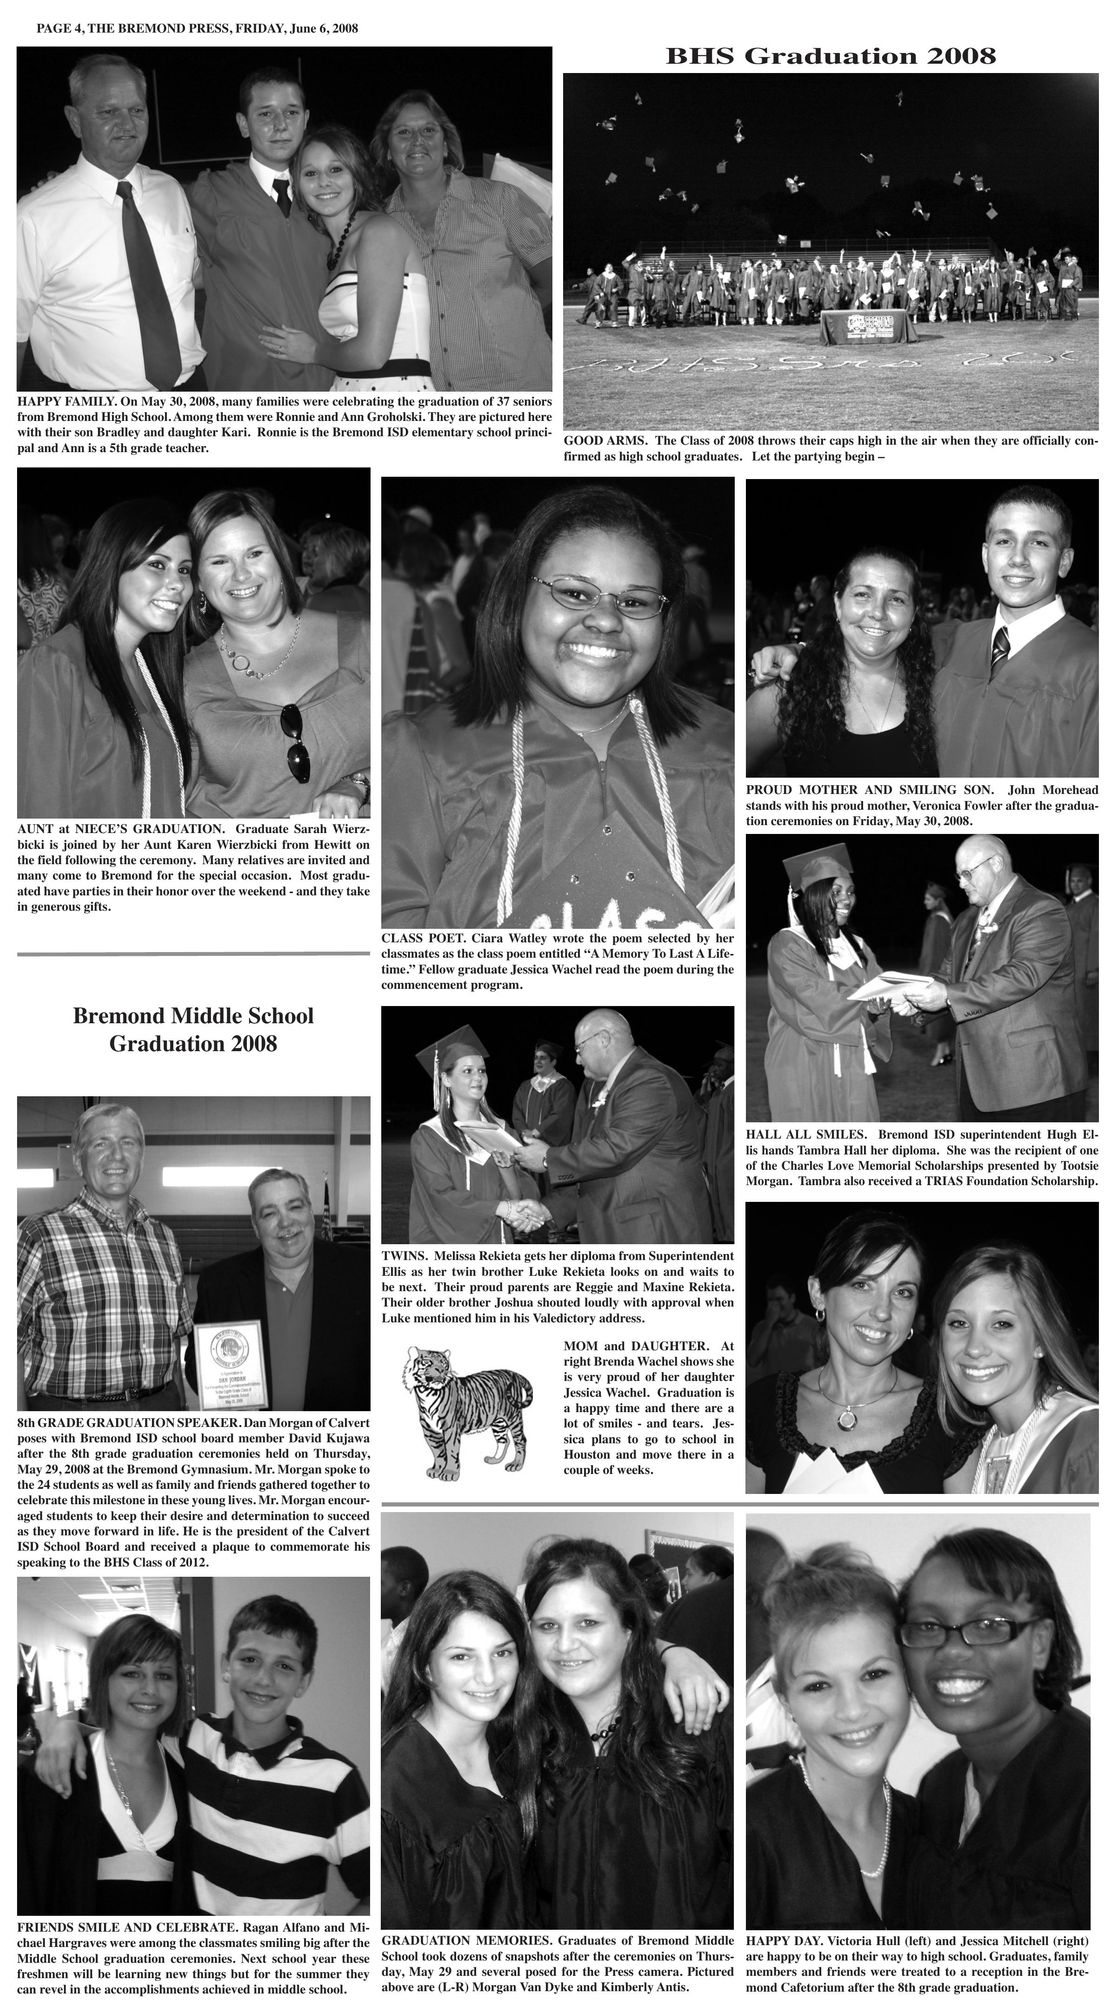 PAGE 4, THE BREMOND PRESS, FRIDAY, June 6, 2008
BHS Graduation 2008
HAPPY FAMILY. On May 30, 2008, many families were celebrating the graduation of 37 seniors
from Bremond High School. Among them were Ronnie and Ann Groholski. They are pictured here
with their son Bradley and daughter Kari. Ronnie is the Bremond ISD elementary school princi-
pal and Ann is a 5th grade teacher.
GOOD ARMS. The Class of 2008 throws their caps high in the air when they are officially con-
firmed as high school graduates. Let the partying begin –
AUNT at NIECE'S GRADUATION. Graduate Sarah Wierz-
bicki is joined by her Aunt Karen Wierzbicki from Hewitt on
the field following the ceremony. Many relatives are invited and
many come to Bremond for the special occasion. Most gradu-
ated have parties in their honor over the weekend - and they take
in generous gifts.
CLASS
CLASS POET. Ciara Watley wrote the poem selected by her
classmates as the class poem entitled "A Memory To Last A Life-
time." Fellow graduate Jessica Wachel read the poem during the
commencement program.
PROUD MOTHER AND SMILING SON. John Morehead
stands with his proud mother, Veronica Fowler after the gradua-
tion ceremonies on Friday, May 30, 2008.
HALL ALL SMILES. Bremond ISD superintendent Hugh El-
lis hands Tambra Hall her diploma. She was the recipient of one
of the Charles Love Memorial Scholarships presented by Tootsie
Morgan. Tambra also received a TRIAS Foundation Scholarship.
TWINS. Melissa Rekieta gets her diploma from Superintendent
Ellis as her twin brother Luke Rekieta looks on and waits to
be next. Their proud parents are Reggie and Maxine Rekieta.
Their older brother Joshua shouted loudly with approval when
Luke mentioned him in his Valedictory address.
MOM and DAUGHTER. At
right Brenda Wachel shows she
is very proud of her daughter
Jessica Wachel. Graduation is
a happy time and there are a
lot of smiles - and tears. Jes-
sica plans to go to school in
Houston and move there in a
couple of weeks.
Bremond Middle School
Graduation 2008
DAN JORDAN
8th GRADE GRADUATION SPEAKER. Dan Morgan of Calvert
poses with Bremond ISD school board member David Kujawa
after the 8th grade graduation ceremonies held on Thursday,
May 29, 2008 at the Bremond Gymnasium. Mr. Morgan spoke to
the 24 students as well as family and friends gathered together to
celebrate this milestone in these young lives. Mr. Morgan encour-
aged students to keep their desire and determination to succeed
as they move forward in life. He is the president of the Calvert
ISD School Board and received a plaque to commemorate his
speaking to the BHS Class of 2012.
FRIENDS SMILE AND CELEBRATE. Ragan Alfano and Mi-
chael Hargraves were among the classmates smiling big after the
Middle School graduation ceremonies. Next school year these
freshmen will be learning new things but for the summer they
can revel in the accomplishments achieved in middle school.
GRADUATION MEMORIES. Graduates of Bremond Middle
School took dozens of snapshots after the ceremonies on Thurs-
day, May 29 and several posed for the Press camera. Pictured
above are (L-R) Morgan Van Dyke and Kimberly Antis.
HAPPY DAY. Victoria Hull (left) and Jessica Mitchell (right)
are happy to be on their way to high school. Graduates, family
members and friends were treated to a reception in the Bre-
mond Cafetorium after the 8th grade graduation.